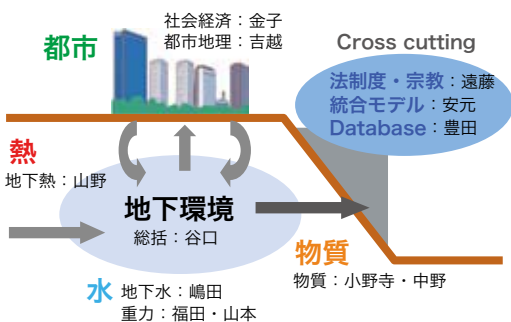 社会経済：金子
都市地理：吉越
都市
Cross cutting
法制度・宗教：遠藤
統合モデル：安元
Database：豊田
熱
地下熱：山野
地下環境
総括：谷口
物質
物質：小野寺・中野
水
地下水：嶋田
重力：福田・山本